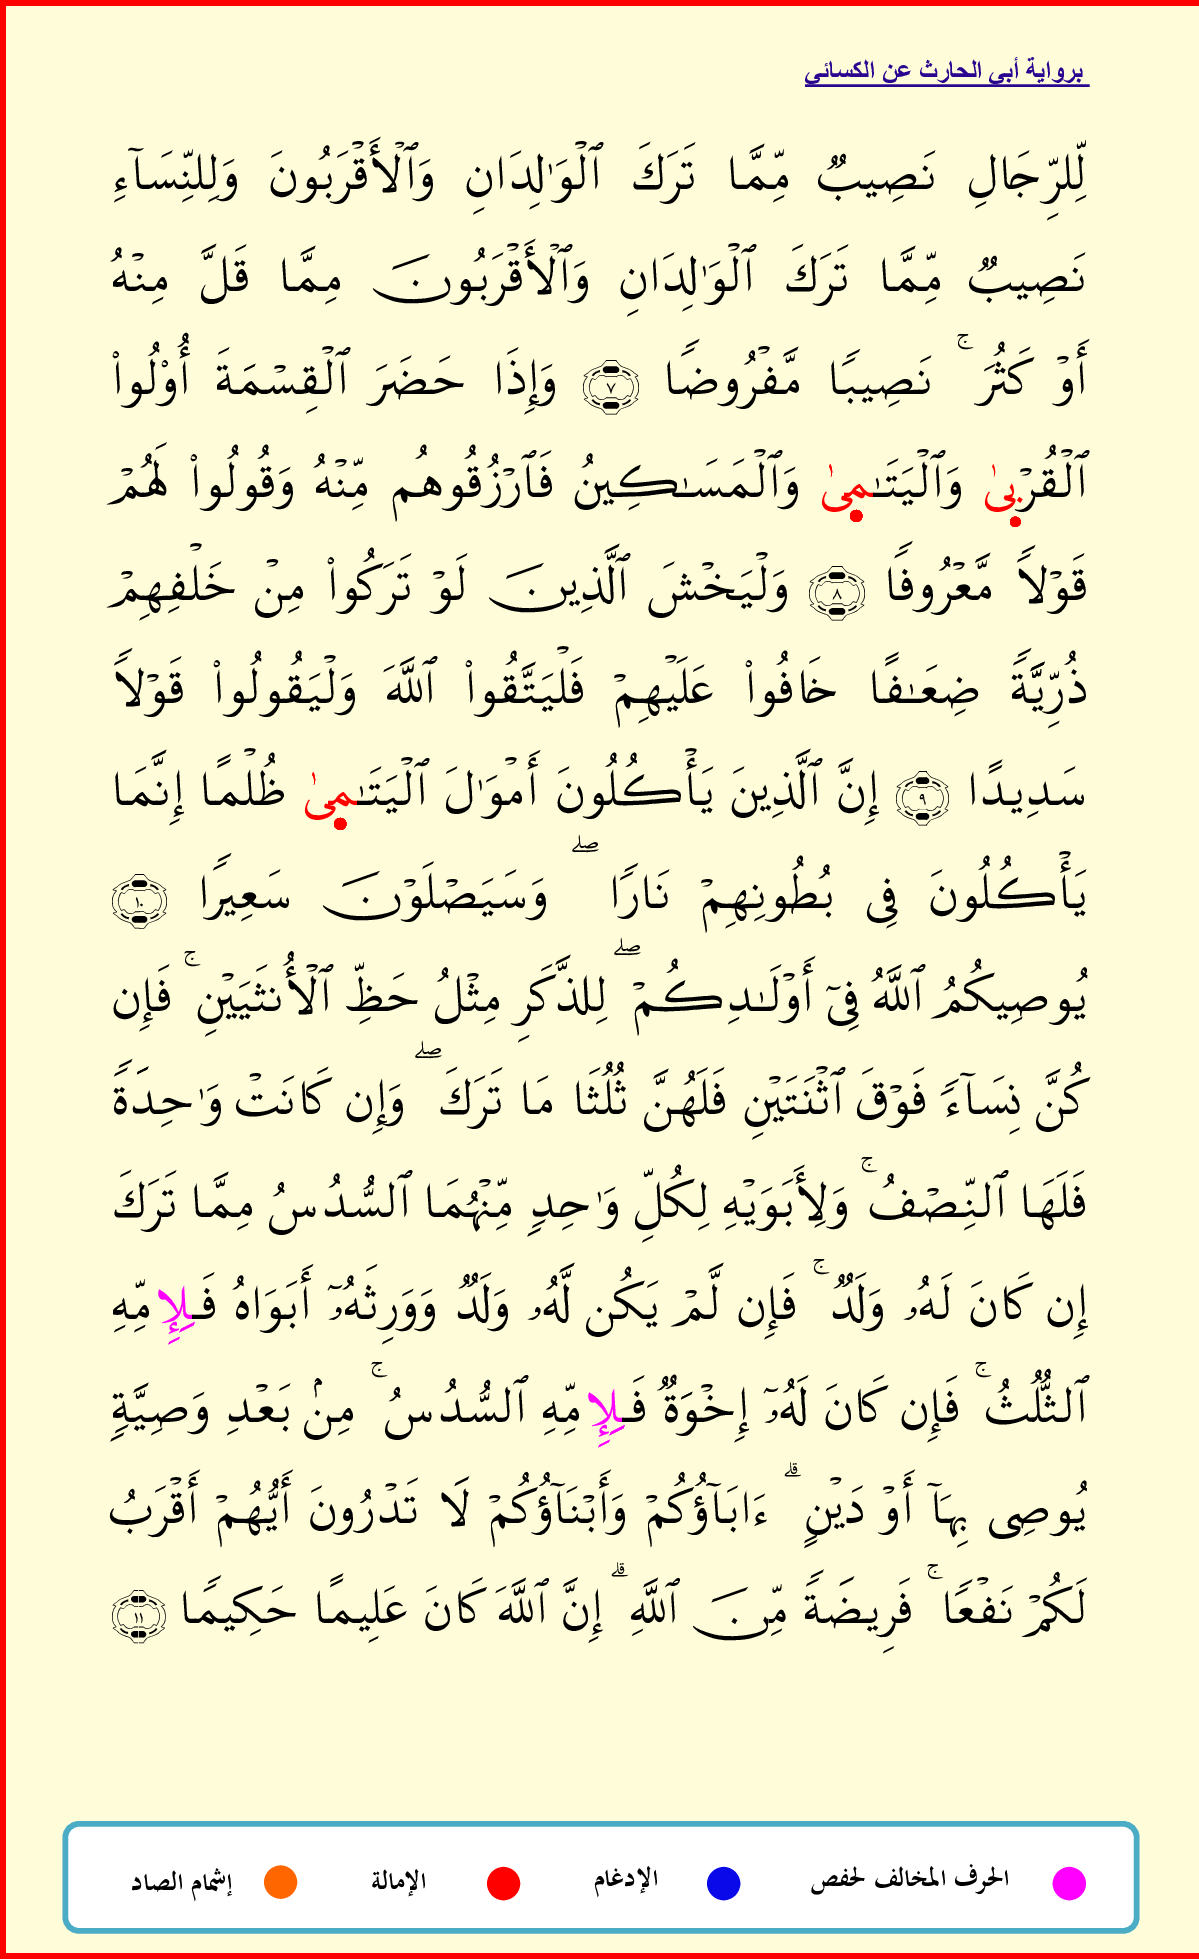 برواية أبي الحارث عن الكسائي
لِّلرِّجَالِ نَصِيبٌ مِّمَّا تَرَكَ ٱلْوَٰلِدَانِ وَٱلْأَقْرَبُونَ وَلِلنِّسَآءِ
نَصِيبٌ مِّمَّا تَرَكَ ٱلْوَٰلِدَانِ وَٱلْأَقْرَبُونَ مِمَّا قَلَّ مِنْهُ
أَوْ كَثُرَ ۚ نَصِيبًا مَّفْرُوضًا ٧ وَإِذَا حَضَرَ ٱلْقِسْمَةَ أُو۟لُوا۟
ٱلْقُرْبىٰ وَٱلْيَتَـٰمىٰ وَٱلْمَسَـٰكِينُ فَٱرْزُقُوهُم مِّنْهُ وَقُولُوا۟ لَهُمْ
قَوْلًا مَّعْرُوفًا ٨ وَلْيَخْشَ ٱلَّذِينَ لَوْ تَرَكُوا۟ مِنْ خَلْفِهِمْ
ذُرِّيَّةً ضِعَـٰفًا خَافُوا۟ عَلَيْهِمْ فَلْيَتَّقُوا۟ ٱللَّهَ وَلْيَقُولُوا۟ قَوْلًا
سَدِيدًا ٩ إِنَّ ٱلَّذِينَ يَأْكُلُونَ أَمْوَٰلَ ٱلْيَتَـٰمىٰ ظُلْمًا إِنَّمَا
يَأْكُلُونَ فِى بُطُونِهِمْ نَارًا ۖ وَسَيَصْلَوْنَ سَعِيرًا ١٠
يُوصِيكُمُ ٱللَّهُ فِىٓ أَوْلَـٰدِكُمْ ۖ لِلذَّكَرِ مِثْلُ حَظِّ ٱلْأُنثَيَيْنِ ۚ فَإِن
كُنَّ نِسَآءً فَوْقَ ٱثْنَتَيْنِ فَلَهُنَّ ثُلُثَا مَا تَرَكَ ۖ وَإِن كَانَتْ وَٰحِدَةً
فَلَهَا ٱلنِّصْفُ ۚ وَلِأَبَوَيْهِ لِكُلِّ وَٰحِدٍ مِّنْهُمَا ٱلسُّدُسُ مِمَّا تَرَكَ
إِن كَانَ لَهُۥ وَلَدٌ ۚ فَإِن لَّمْ يَكُن لَّهُۥ وَلَدٌ وَوَرِثَهُۥٓ أَبَوَاهُ فَلِإِمِّهِ
ٱلثُّلُثُ ۚ فَإِن كَانَ لَهُۥٓ إِخْوَةٌ فَلِإِمِّهِ ٱلسُّدُسُ ۚ مِنۢ بَعْدِ وَصِيَّةٍ
يُوصِى بِهَآ أَوْ دَيْنٍ ۗ ءَابَآؤُكُمْ وَأَبْنَآؤُكُمْ لَا تَدْرُونَ أَيُّهُمْ أَقْرَبُ
لَكُمْ نَفْعًا ۚ فَرِيضَةً مِّنَ ٱللَّهِ ۗ إِنَّ ٱللَّهَ كَانَ عَلِيمًا حَكِيمًا ١١
الحرف المخالف لحفص الإدغام الإمالة إشمام الصاد